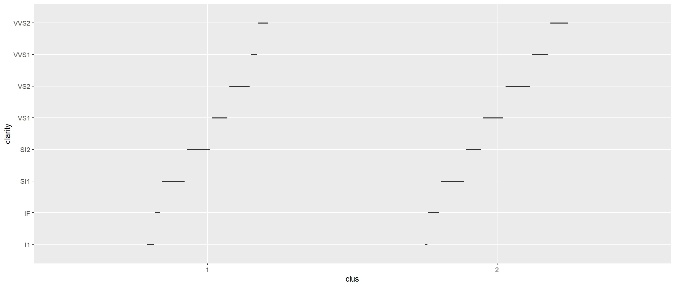 VVS2
VVS1
VS2
VS1
SI2
SI1
IF
I1
clarity
1 2
clus